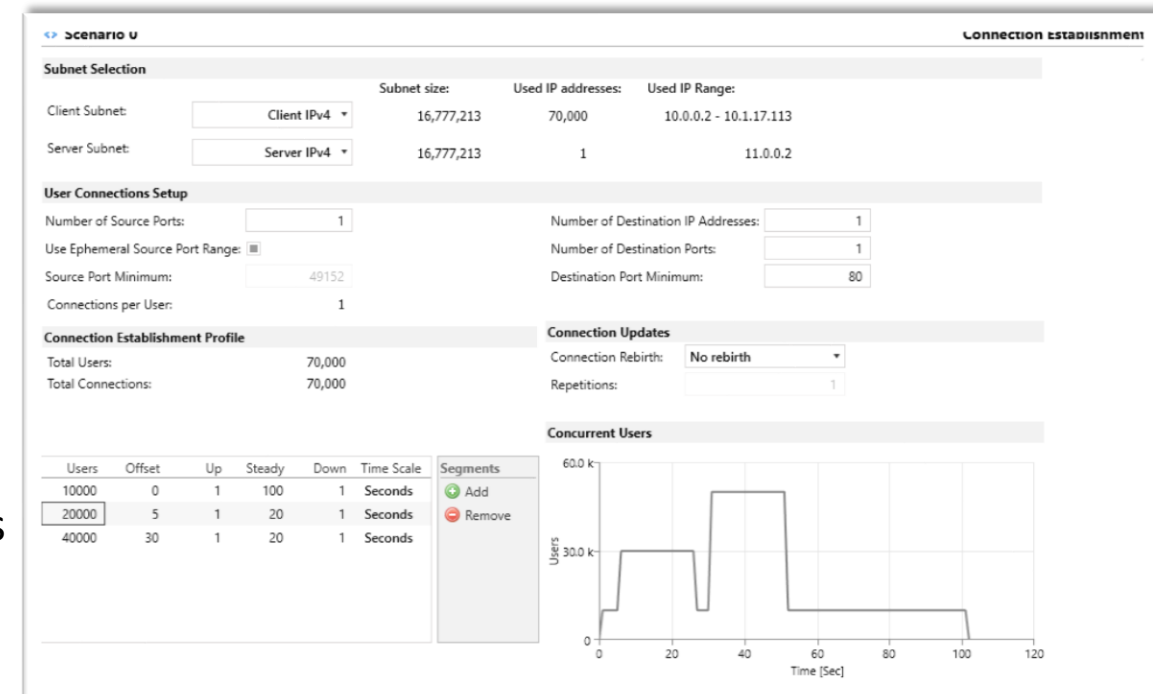 <> Scenario 0
Connection Establishment
Subnet Selection
Subnet size: Used IP addresses: Used IP Range:
Client Subnet: Client IPv4 16,777,213 70,000 10.0.0.2 - 10.1.17.113
Server Subnet: Server IPv4 16,777,213 1 11.0.0.2
User Connections Setup
Number of Source Ports: 1
Use Ephemeral Source Port Range:
Source Port Minimum: 49152
Connections per User: 1
Number of Destination IP Addresses: 1
Number of Destination Ports: 1
Destination Port Minimum: 80
Connection Establishment Profile
Total Users: 70,000
Total Connections: 70,000
Connection Updates
Connection Rebirth: No rebirth
Repetitions: 1
Users Offset Up Steady Down Time Scale
10000 0 1 100 1 Seconds
20000 5 1 20 1 Seconds
40000 30 1 20 1 Seconds
Segments
Add
Remove
Concurrent Users
60.0 k
30.0 k
0
Users
0 20 40 60 80 100 120
Time [Sec]
s